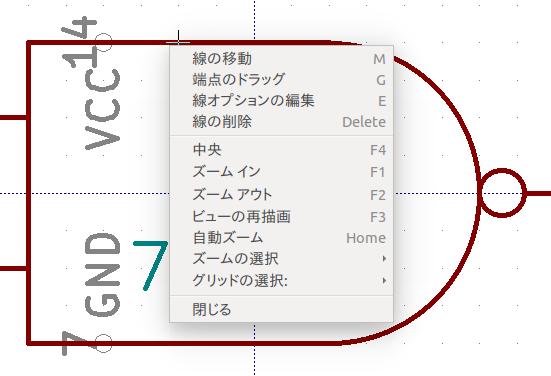 14
VCC
線の移動 M
端点のドラッグ G
線オプションの編集 E
線の削除 Delete
中央 F4
ズーム イン F1
ズーム アウト F2
ビューの再描画 F3
自動ズーム Home
ズームの選択
グリッドの選択:
閉じる
GND
7
7